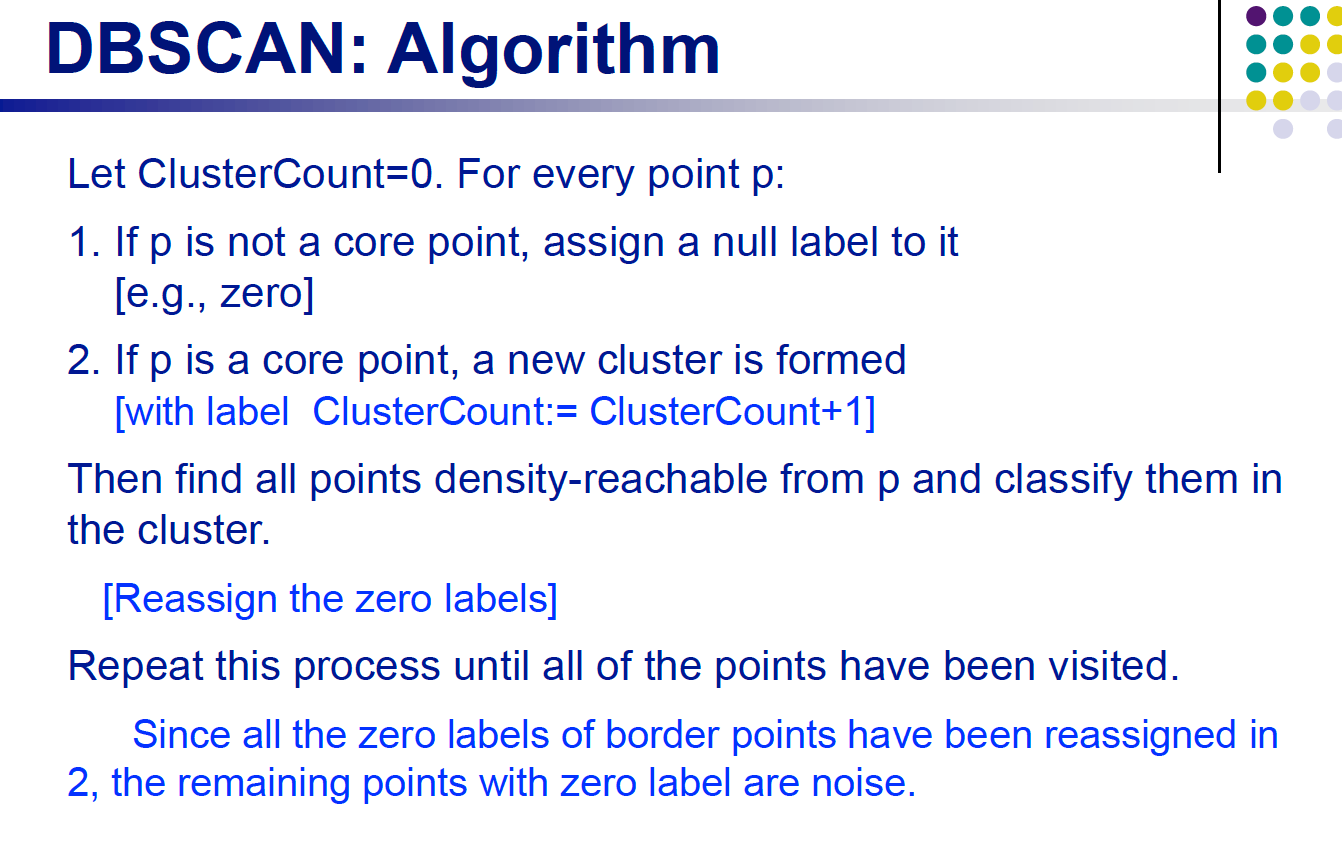 DBSCAN: Algorithm
Let ClusterCount=0. For every point p:
1. If p is not a core point, assign a null label to it
[e.g., zero]
2. If p is a core point, a new cluster is formed
[with label ClusterCount:= ClusterCount+1]
Then find all points density-reachable from p and classify them in
the cluster.
[Reassign the zero labels]
Repeat this process until all of the points have been visited.
Since all the zero labels of border points have been reassigned in
2, the remaining points with zero label are noise.